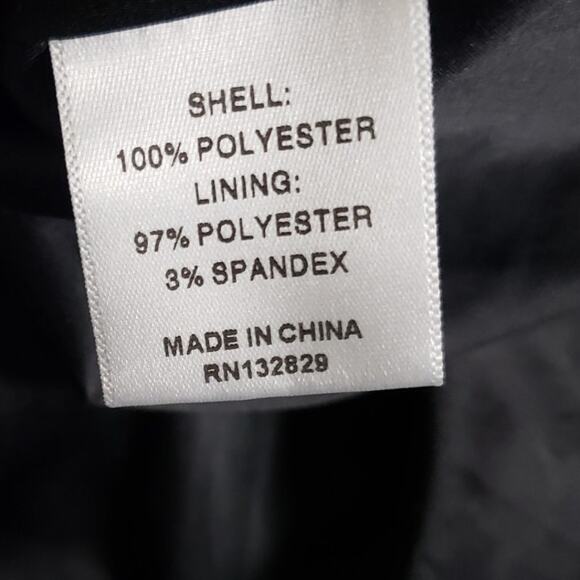 SHELL:
100% POLYESTER
LINING:
97% POLYESTER
3% SPANDEX
MADE IN CHINA
RN132829